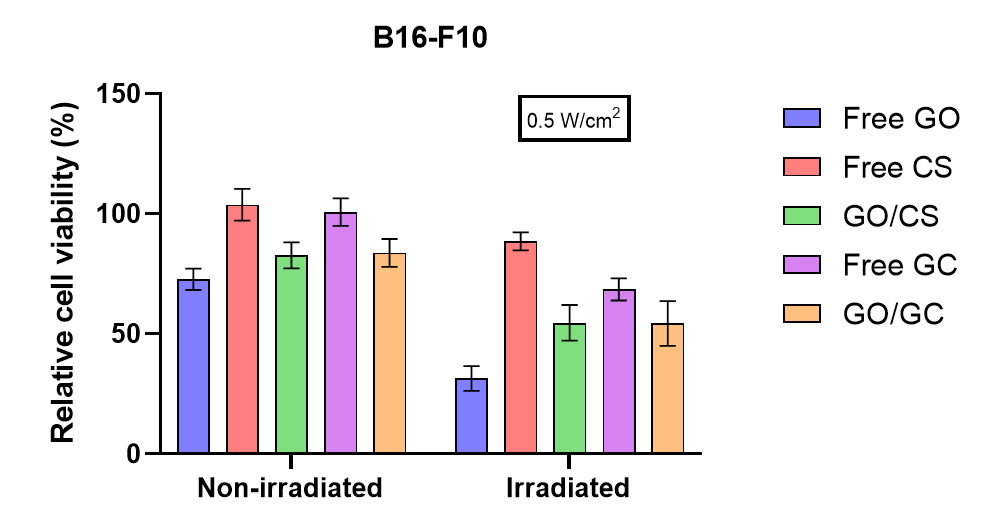 B16-F10
Relative cell viability (%)
150
100
50
0
0.5 W/cm²
Non-irradiated
Irradiated
Free GO
Free CS
GO/CS
Free GC
GO/GC